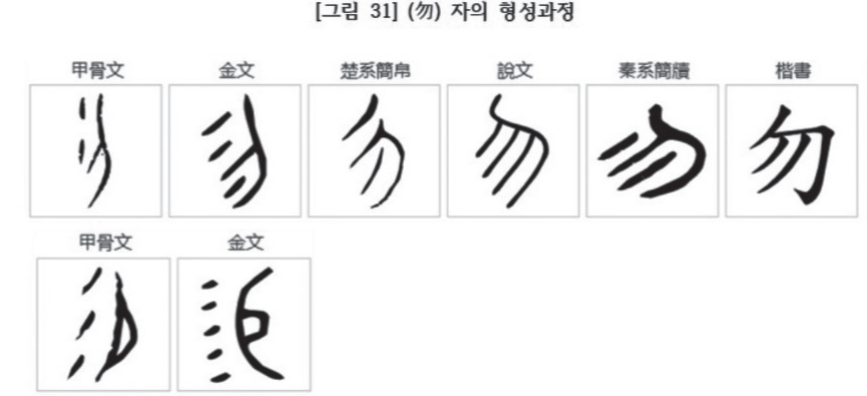 [그림 31] (勿) 자의 형성과정
甲骨文 金文 楚系簡帛 說文 秦系簡牘 楷書
勿
甲骨文 金文